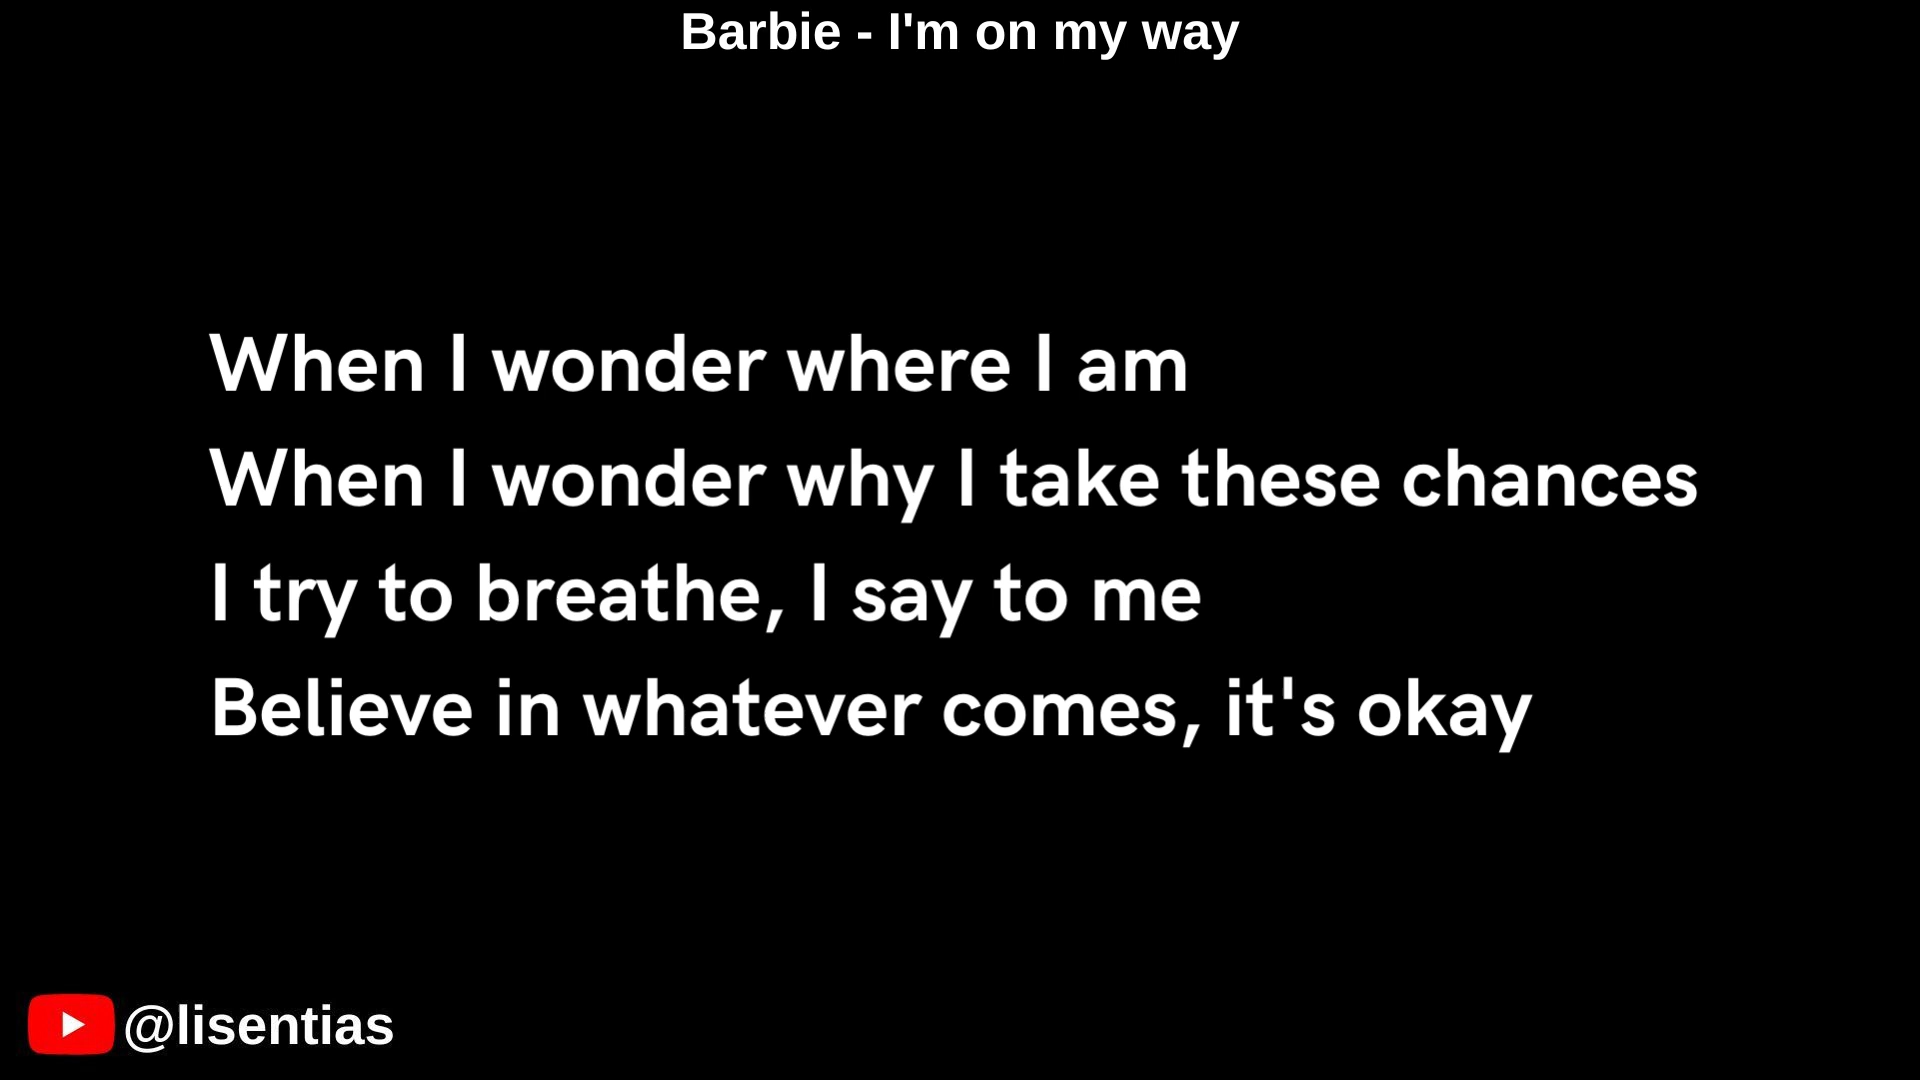 Barbie - I'm on my way
When I wonder where I am
When I wonder why I take these chances
I try to breathe, I say to me
Believe in whatever comes, it's okay
@lisentias